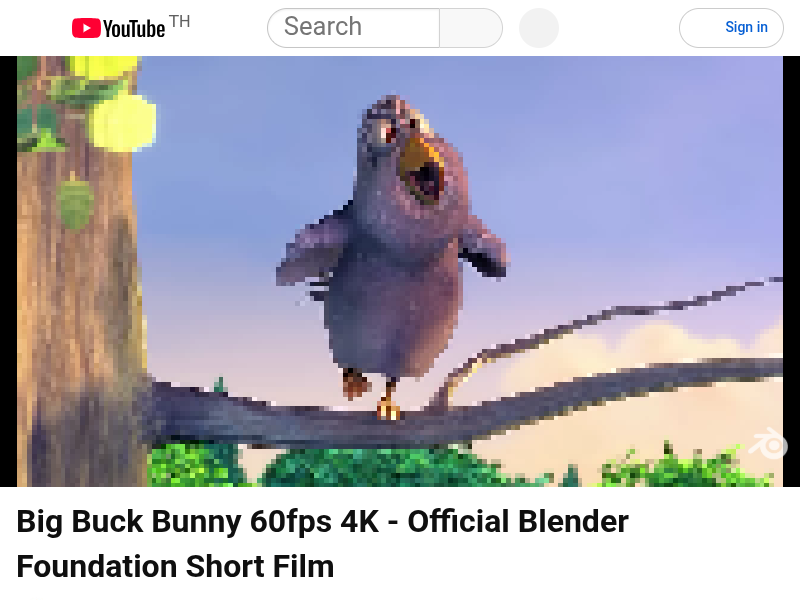 YouTube TH
Search
Sign in
Big Buck Bunny 60fps 4K - Official Blender
Foundation Short Film